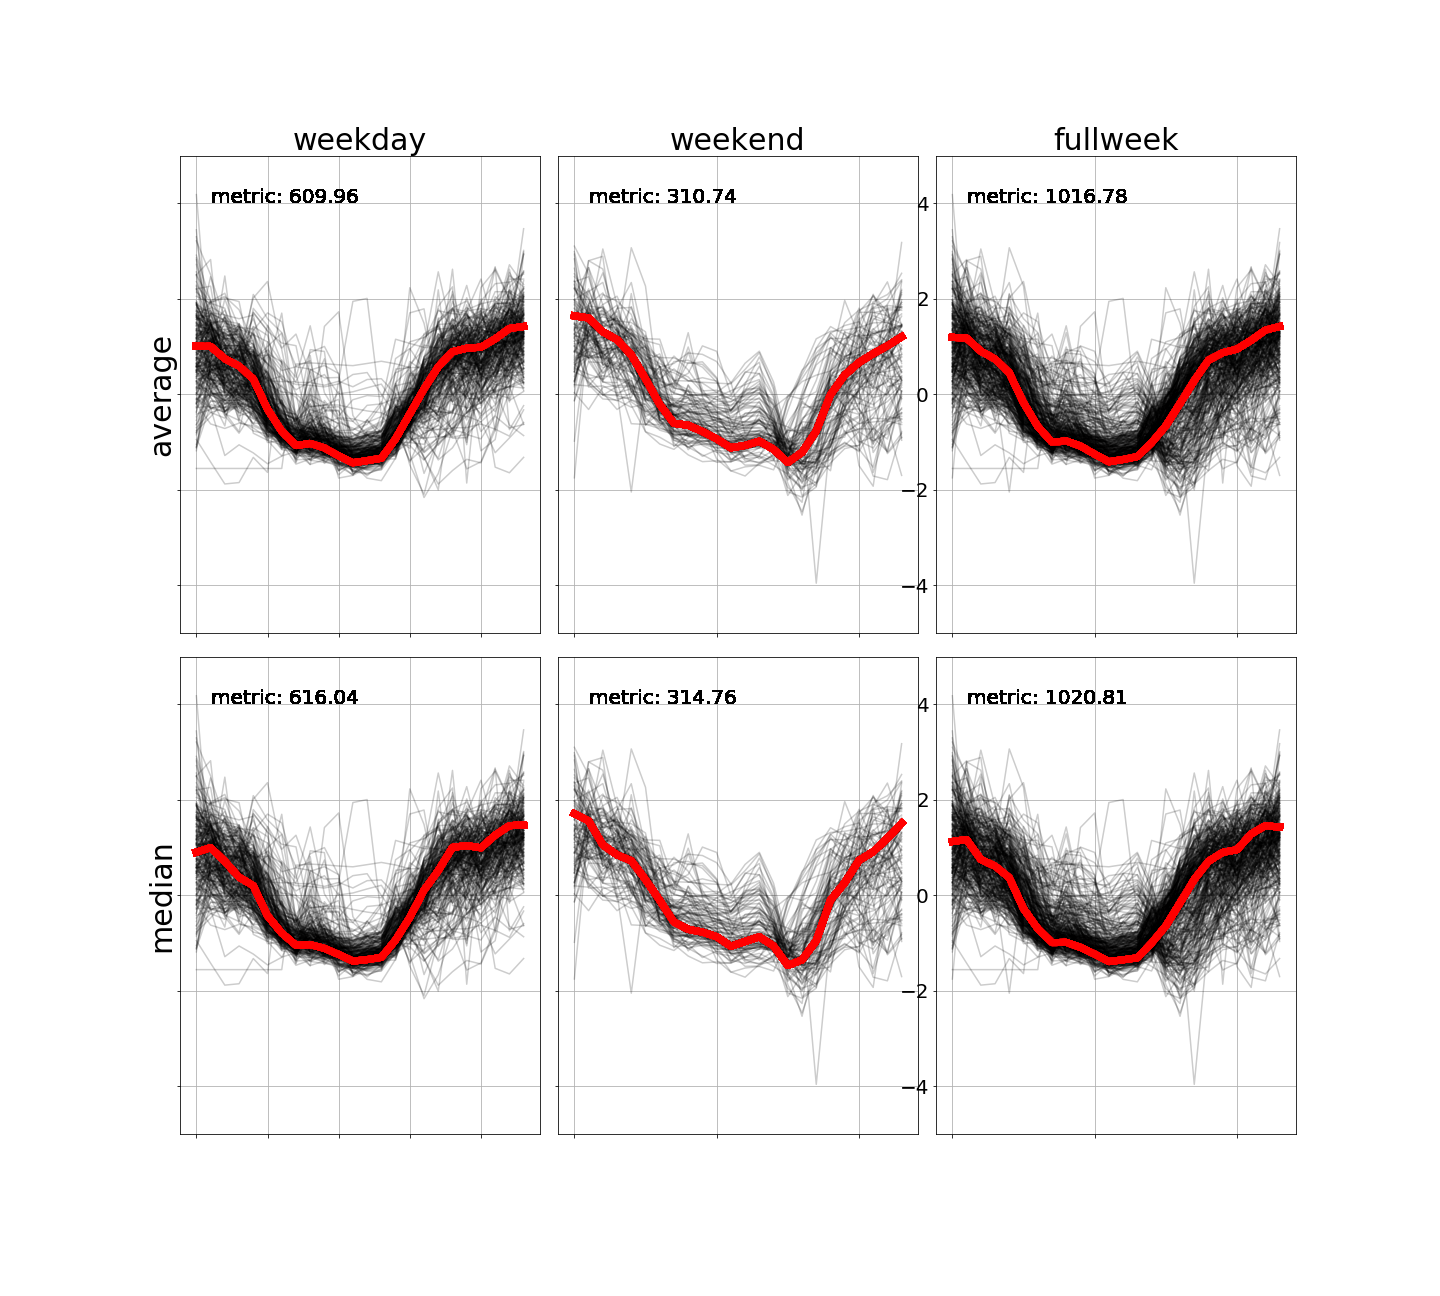 weekday
weekend
fullweek
average
metric: 609.96
metric: 310.74
metric: 1016.78
4
2
0
−2
−4
median
metric: 616.04
metric: 314.76
metric: 1020.81
4
2
0
−2
−4